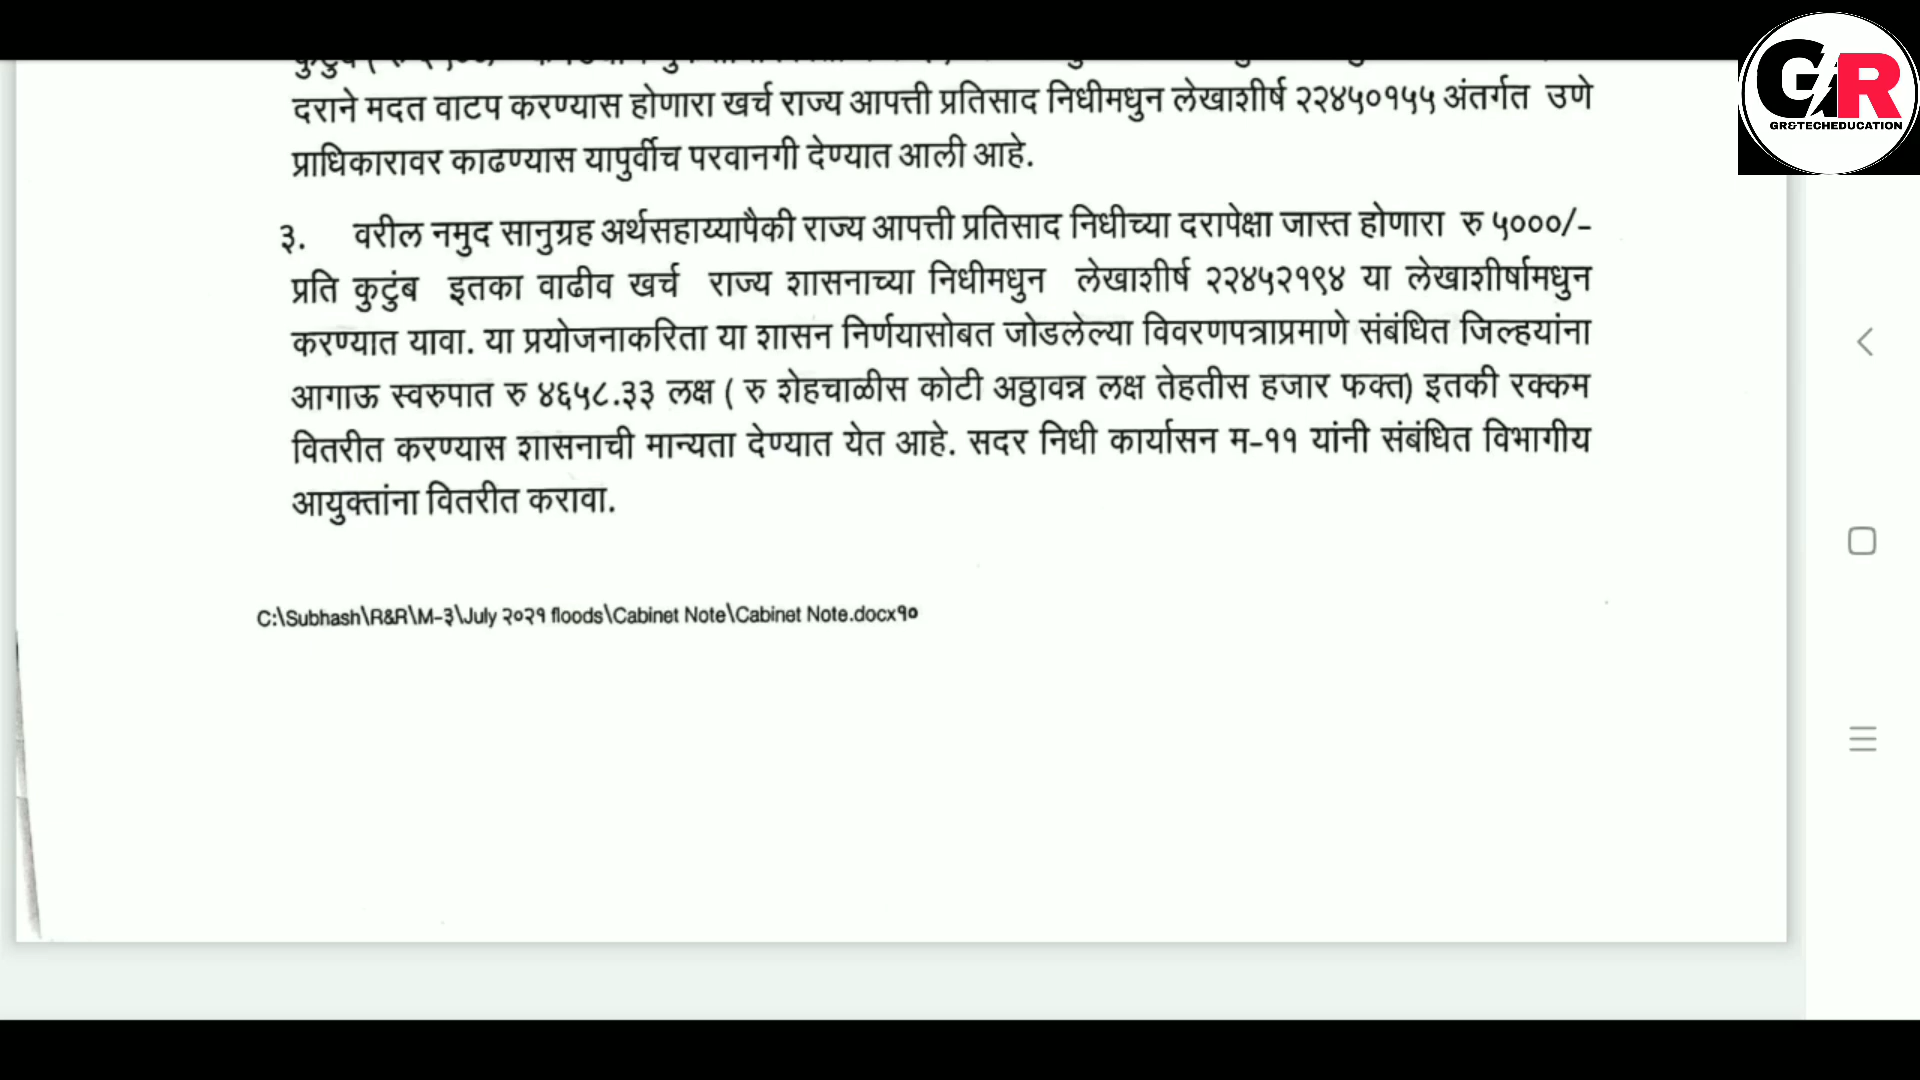 दराने मदत वाटप करण्यास होणारा खर्च राज्य आपत्ती प्रतिसाद निधीमधुन लेखाशीर्ष २२४५०१५५ अंतर्गत उणे
प्राधिकारावर काढण्यास यापुर्वीच परवानगी देण्यात आली आहे.
३. वरील नमुद सानुग्रह अर्थसहाय्यापैकी राज्य आपत्ती प्रतिसाद निधीच्या दरापेक्षा जास्त होणारा रु ५०००/-
प्रति कुटुंब इतका वाढीव खर्च राज्य शासनाच्या निधीमधुन लेखाशीर्ष २२४५२१९४ या लेखाशीर्षामधुन
करण्यात यावा. या प्रयोजनाकरिता या शासन निर्णयासोबत जोडलेल्या विवरणपत्राप्रमाणे संबंधित जिल्हयांना
आगाऊ स्वरुपात रु ४६५८.३३ लक्ष ( रु शेहचाळीस कोटी अठ्ठावन्न लक्ष तेहतीस हजार फक्त) इतकी रक्कम
वितरीत करण्यास शासनाची मान्यता देण्यात येत आहे. सदर निधी कार्यासन म-११ यांनी संबंधित विभागीय
आयुक्तांना वितरीत करावा.
C:\Subhash\R&R\M-३\July २०२१ floods\Cabinet Note\Cabinet Note.docx१०
GR
GR&TECHEDUCATION